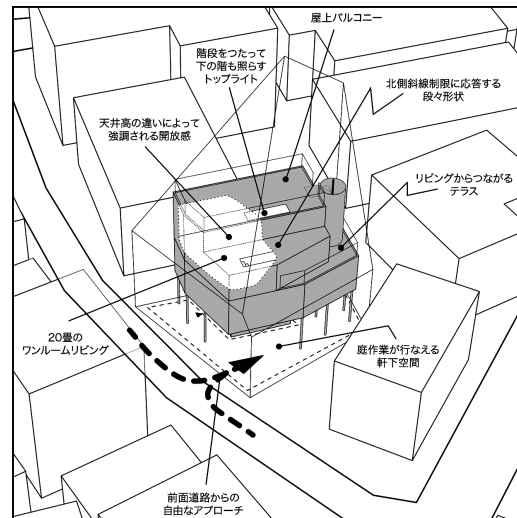 屋上バルコニー
階段をつたって
下の階も照らす
トップライト
北側斜線制限に応答する
段々形状
天井高の違いによって
強調される開放感
リビングからつながる
テラス
20畳の
ワンルームリビング
庭作業が行なえる
軒下空間
前面道路からの
自由なアプローチ